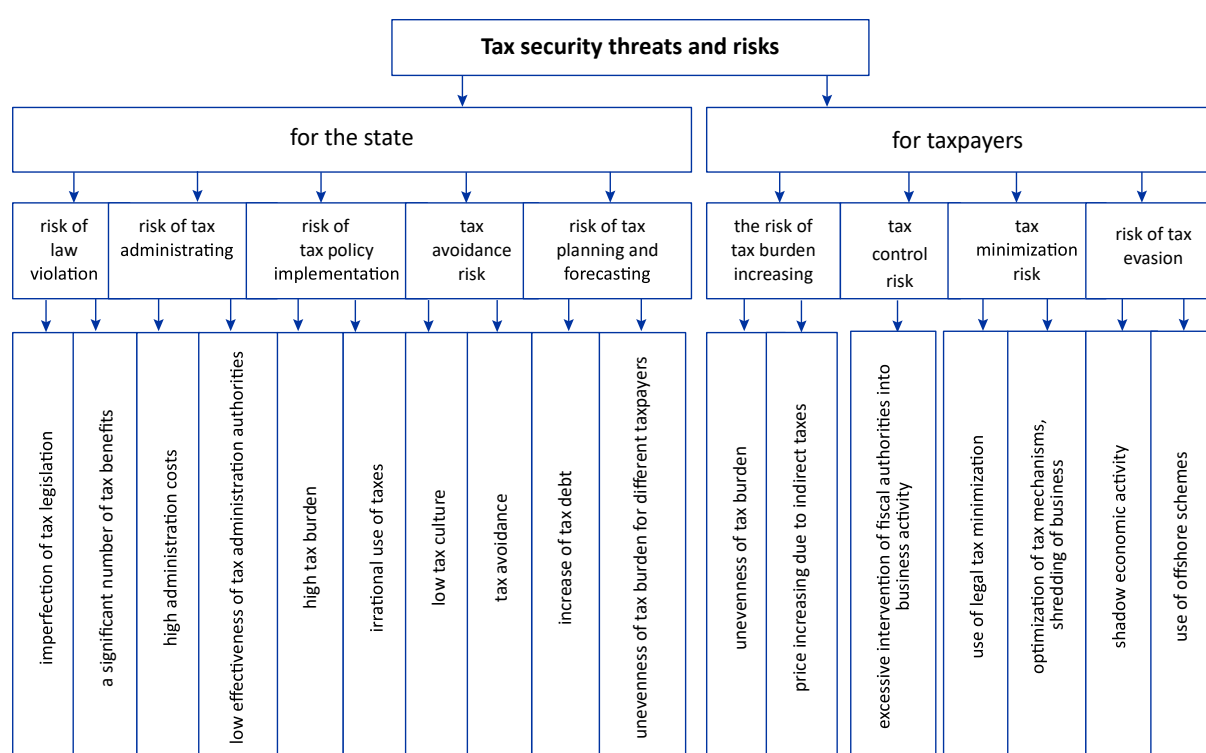 Tax security threats and risks
for the state
for taxpayers
risk of
law
violation
risk of tax
administrating
risk of
tax policy
implementation
tax
avoidance
risk
risk of tax
planning and
forecasting
the risk of
tax burden
increasing
tax
control
risk
tax
minimization
risk
risk of tax
evasion
imperfection of tax legislation
a significant number of tax benefits
high administration costs
low effectiveness of tax administration authorities
high tax burden
irrational use of taxes
low tax culture
tax avoidance
increase of tax debt
unevenness of tax burden for different taxpayers
unevenness of tax burden
price increasing due to indirect taxes
excessive intervention of fiscal authorities into
business activity
use of legal tax minimization
optimization of tax mechanisms,
shredding of business
shadow economic activity
use of offshore schemes